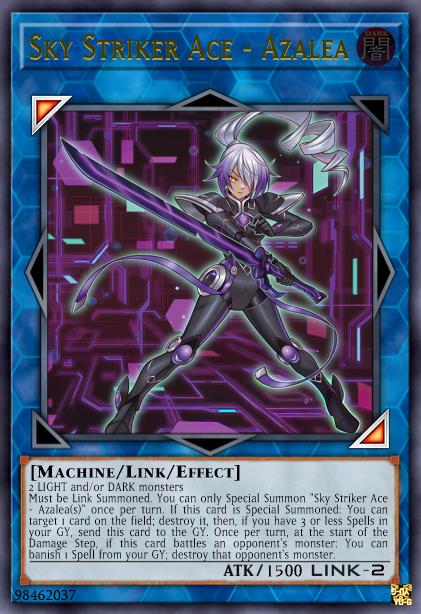 Sky Striker Ace - Azalea
DARK
闇
[Machine/Link/Effect]
2 LIGHT and/or DARK monsters
Must be Link Summoned. You can only Special Summon "Sky Striker Ace
- Azalea(s)" once per turn. If this card is Special Summoned: You can
target 1 card on the field; destroy it, then, if you have 3 or less Spells in
your GY, send this card to the GY. Once per turn, at the start of the
Damage Step, if this card battles an opponent's monster: You can
banish 1 Spell from your GY; destroy that opponent's monster.
ATK/1500 LINK-2
98462037